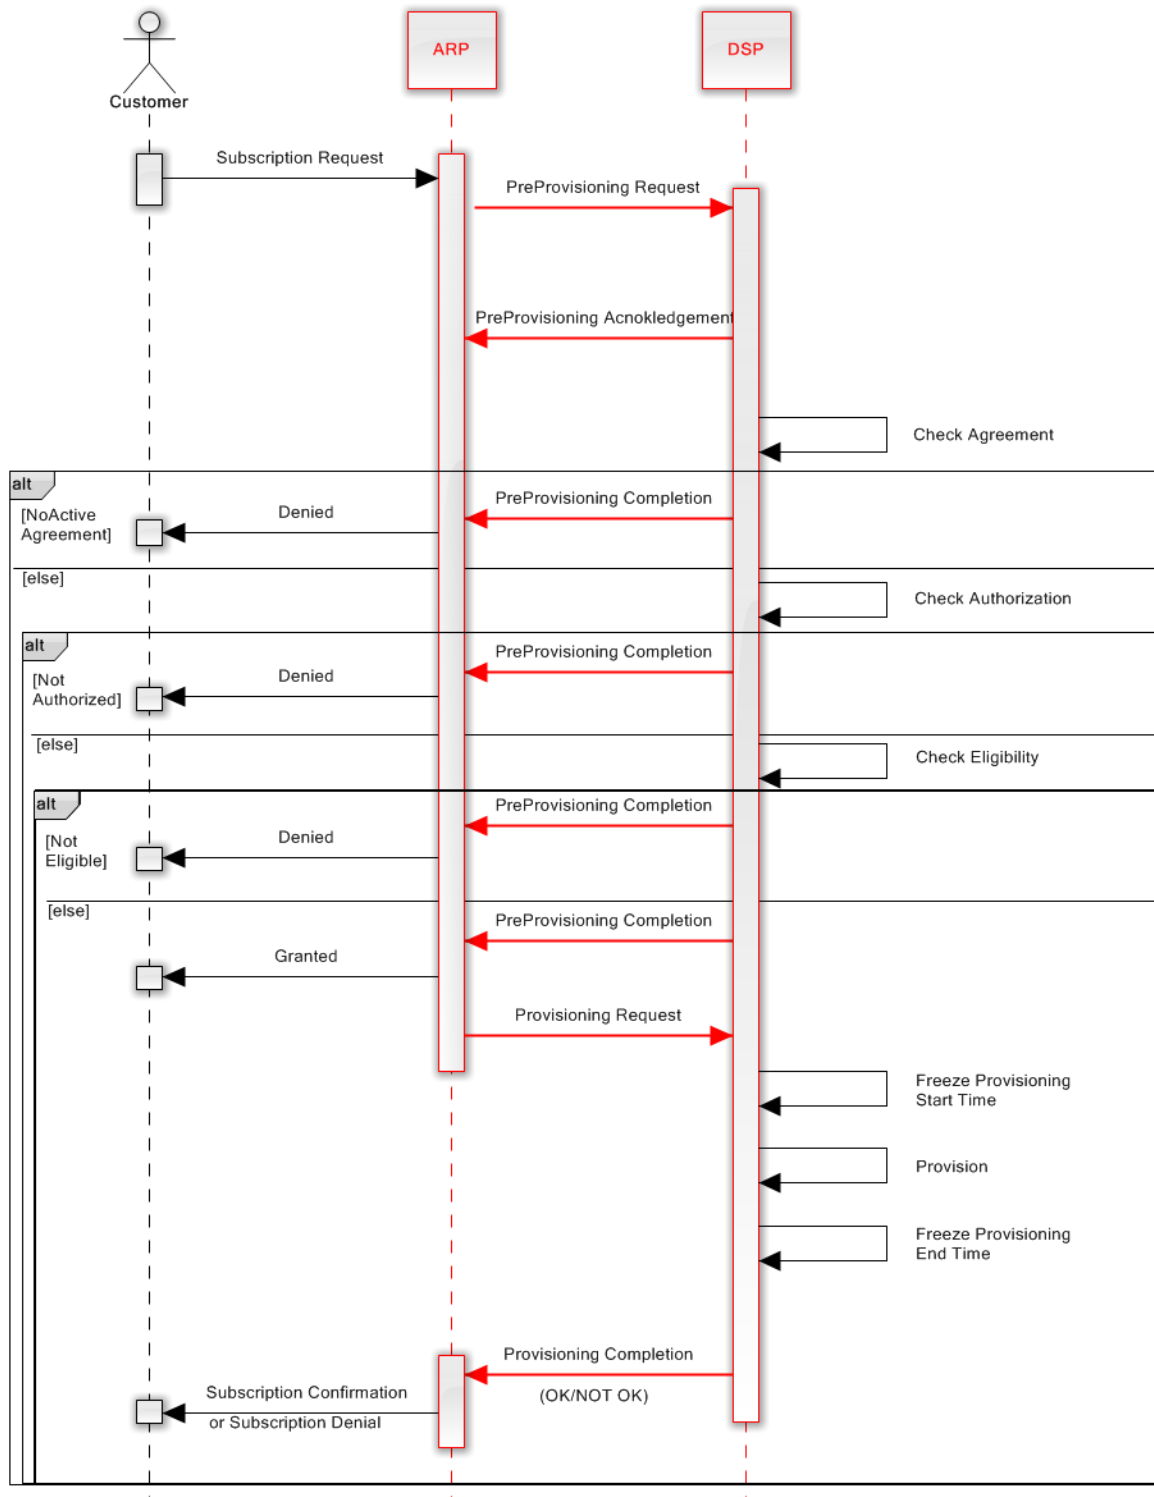 ARP
DSP
Customer
Subscription Request
PreProvisioning Request
PreProvisioning Acnokledgement
Check Agreement
alt
[NoActive
Agreement]
PreProvisioning Completion
Denied
[else]
Check Authorization
alt
[Not
Authorized]
PreProvisioning Completion
Denied
[else]
Check Eligibility
alt
[Not
Eligible]
PreProvisioning Completion
Denied
[else]
PreProvisioning Completion
Granted
Provisioning Request
Freeze Provisioning
Start Time
Provision
Freeze Provisioning
End Time
Provisioning Completion
(OK/NOT OK)
Subscription Confirmation
or Subscription Denial